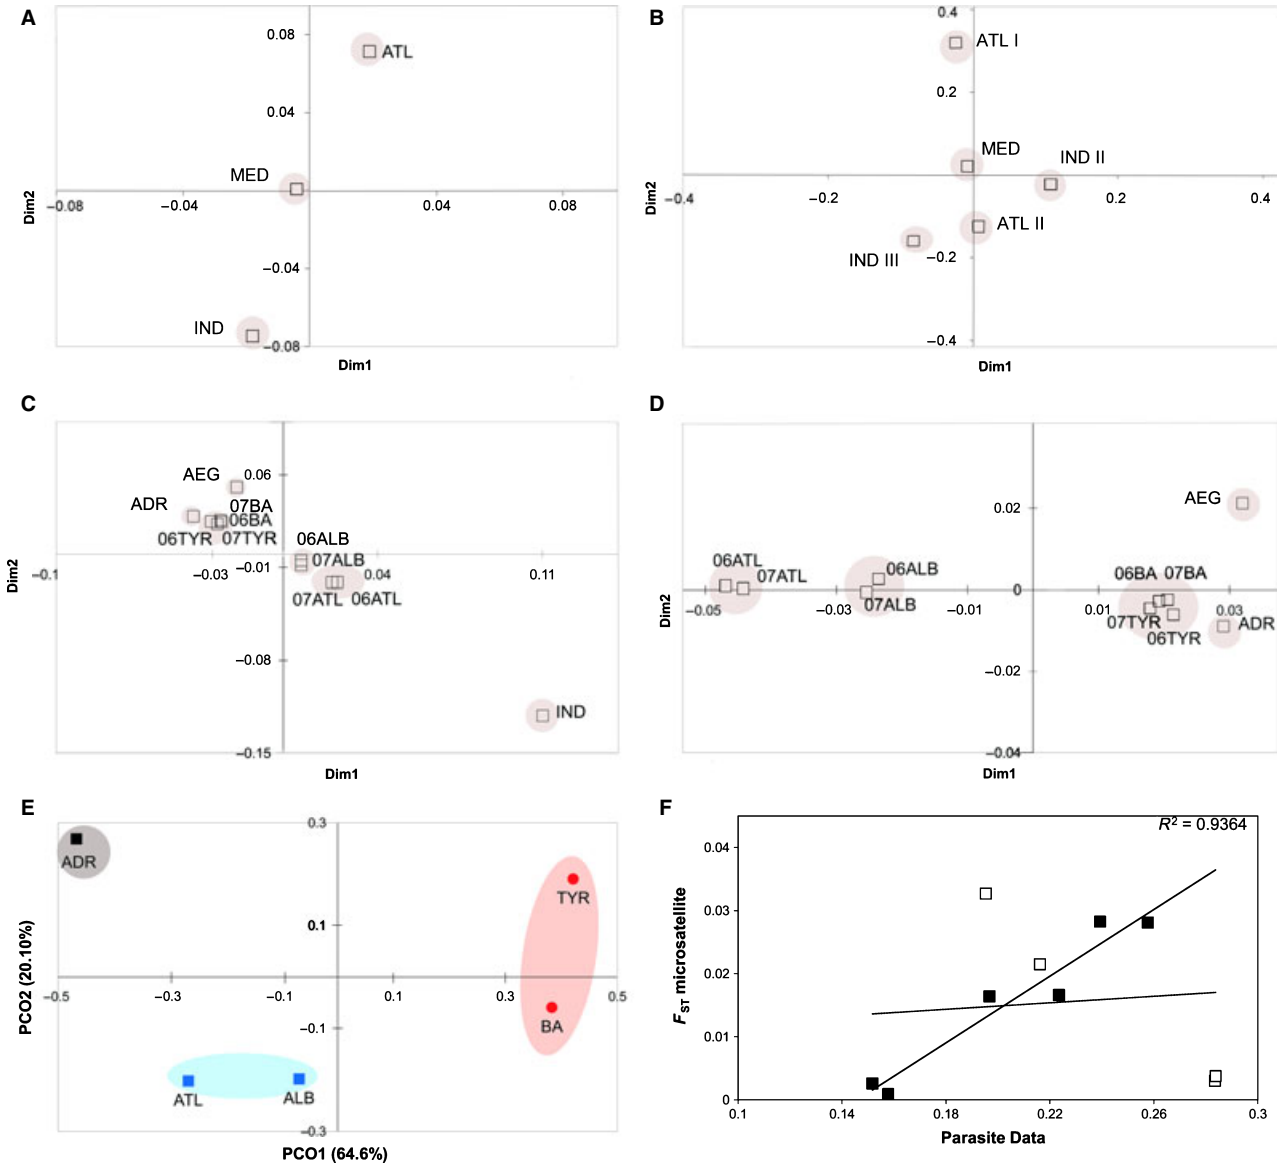 A
0.08
ATL
0.04
MED
Dim2
−0.08
−0.04
0.04
0.08
−0.04
IND
−0.08
Dim1
B
0.4
ATL I
0.2
MED
IND II
Dim2
−0.4
−0.2
0.2
0.4
ATL II
IND III
−0.2
−0.4
Dim1
C
AEG
0.06
ADR
07BA
06BA
06TYR
07TYR
06ALB
07ALB
Dim2
−0.1
−0.03
−0.01
0.04
0.11
07ATL
06ATL
−0.08
IND
−0.15
Dim1
D
AEG
0.02
06ATL
07ATL
06ALB
06BA
07BA
0
Dim2
−0.05
−0.03
−0.01
0.01
0.03
07ALB
07TYR
ADR
06TYR
−0.02
−0.04
Dim1
E
0.3
ADR
TYR
0.1
PCO2 (20.10%)
−0.5
−0.3
−0.1
0.1
0.3
0.5
BA
−0.1
ATL
ALB
−0.3
PCO1 (64.6%)
F
R² = 0.9364
0.04
0.03
0.02
0.01
0
FST microsatellite
0.1
0.14
0.18
0.22
0.26
0.3
Parasite Data